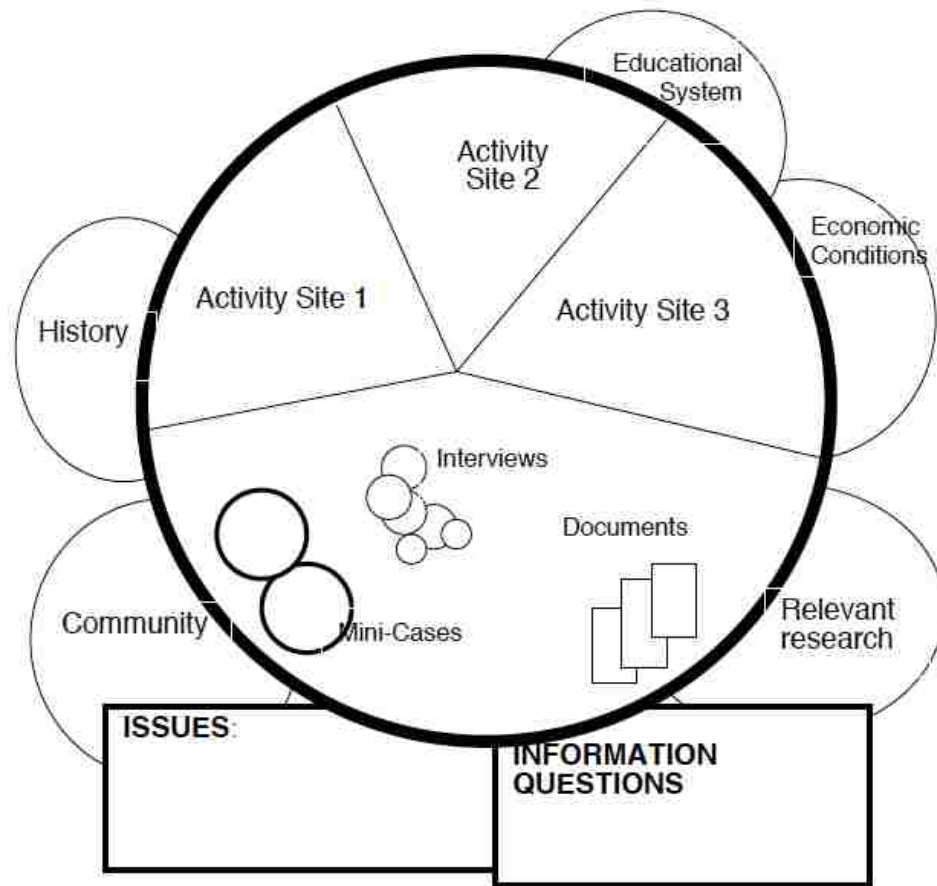 Educational
System
Activity
Site 2
Economic
Conditions
Activity Site 1
Activity Site 3
History
Interviews
Documents
Community
Mini-Cases
Relevant
research
ISSUES:
INFORMATION
QUESTIONS